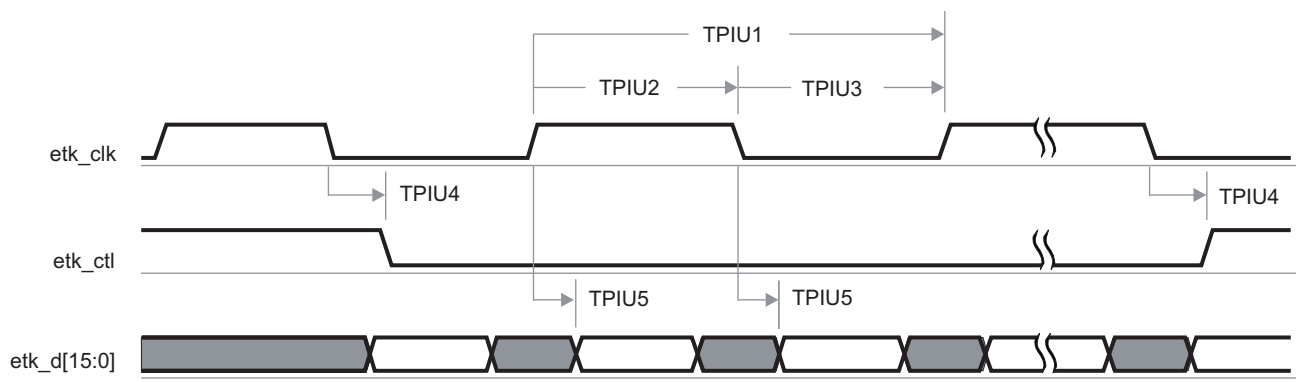 TPIU1
TPIU2
TPIU3
etk_clk
TPIU4
TPIU4
etk_ctl
TPIU5
TPIU5
etk_d[15:0]